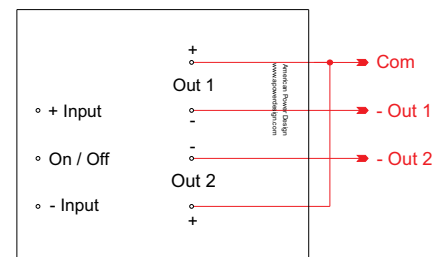 +
Com
Out 1
American Power Design
www.apowerdesign.com
+ Input
-
- Out 1
-
On / Off
- Out 2
Out 2
- Input
+